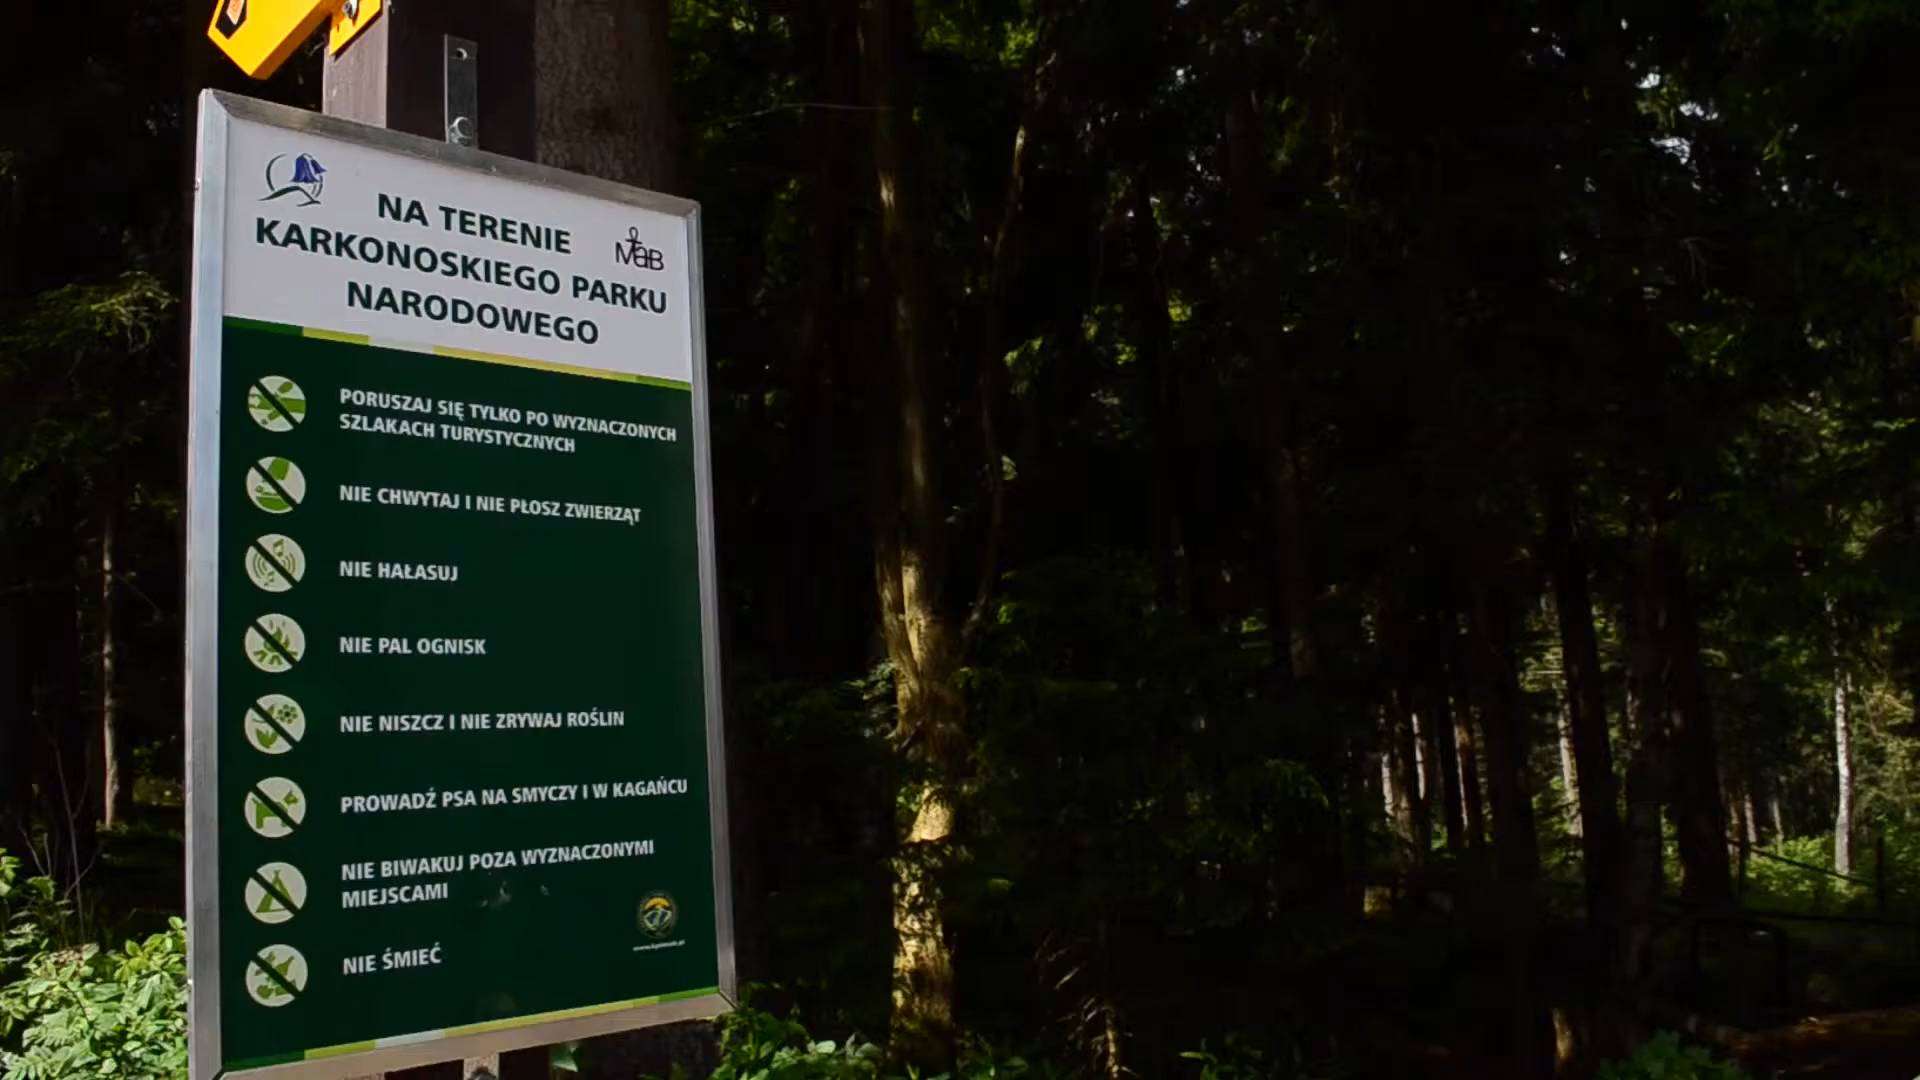 NA TERENIE
KARKONOSKIEGO PARKU
NARODOWEGO
MaB
PORUSZAJ SIĘ TYLKO PO WYZNACZONYCH
SZLAKACH TURYSTYCZNYCH
NIE CHWYTAJ I NIE PŁOSZ ZWIERZĄT
NIE HAŁASUJ
NIE PAL OGNISK
NIE NISZCZ I NIE ZRYWAJ ROŚLIN
PROWADŹ PSA NA SMYCZY I W KAGAŃCU
NIE BIWAKUJ POZA WYZNACZONYMI
MIEJSCAMI
NIE ŚMIEĆ